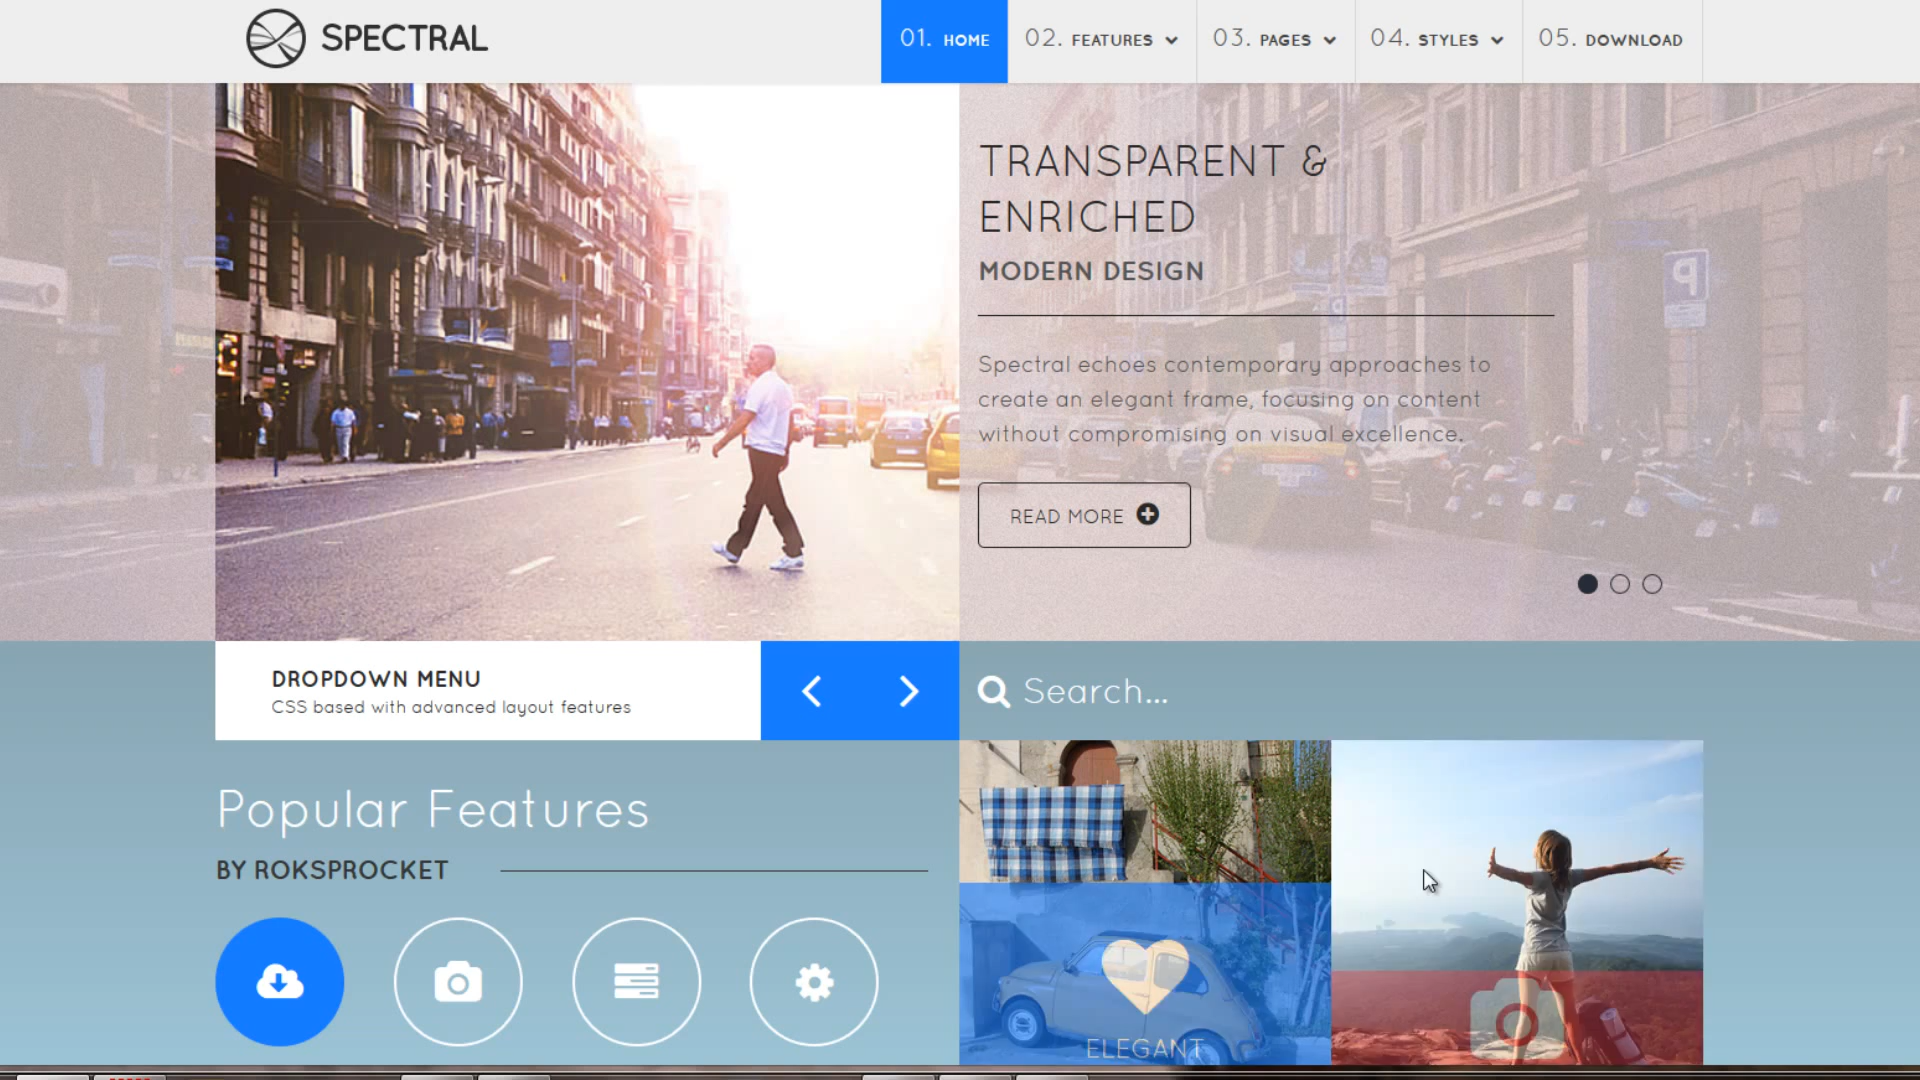 SPECTRAL
01. HOME
02. FEATURES
03. PAGES
04. STYLES
05. DOWNLOAD
TRANSPARENT &
ENRICHED
MODERN DESIGN
Spectral echoes contemporary approaches to
create an elegant frame, focusing on content
without compromising on visual excellence.
READ MORE
DROPDOWN MENU
CSS based with advanced layout features
Search...
Popular Features
BY ROKSPROCKET
ELEGANT